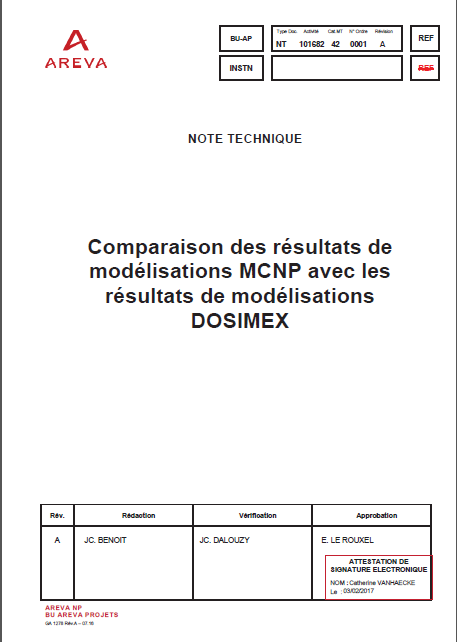 AREVA
BU-AP
Type Doc. Activité Cat.MT N° Ordre Révision
NT 101682 42 0001 A
REF
INSTN
REF
NOTE TECHNIQUE
Comparaison des résultats de
modélisations MCNP avec les
résultats de modélisations
DOSIMEX
Rév. Rédaction Vérification Approbation
A JC. BENOIT JC. DALOUZY E. LE ROUXEL
ATTESTATION DE
SIGNATURE ELECTRONIQUE
NOM : Catherine VANHAECKE
Le : 03/02/2017
AREVA NP
BU AREVA PROJETS
GA 1278 Rév.A – 07.16